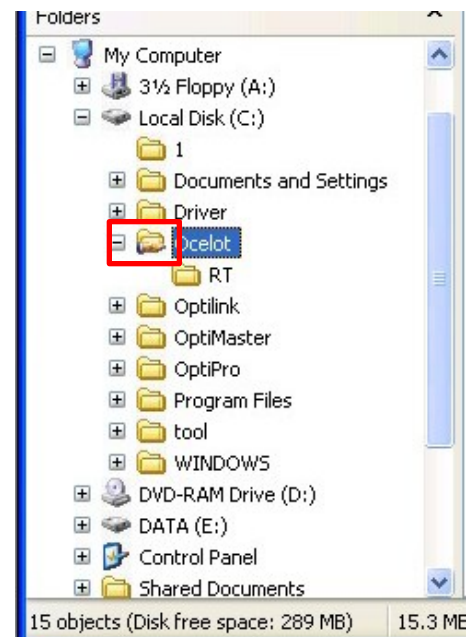 Folders
My Computer
3½ Floppy (A:)
Local Disk (C:)
1
Documents and Settings
Driver
Ocelot
RT
Optilink
OptiMaster
OptiPro
Program Files
tool
WINDOWS
DVD-RAM Drive (D:)
DATA (E:)
Control Panel
Shared Documents
15 objects (Disk free space: 289 MB) 15.3 MB